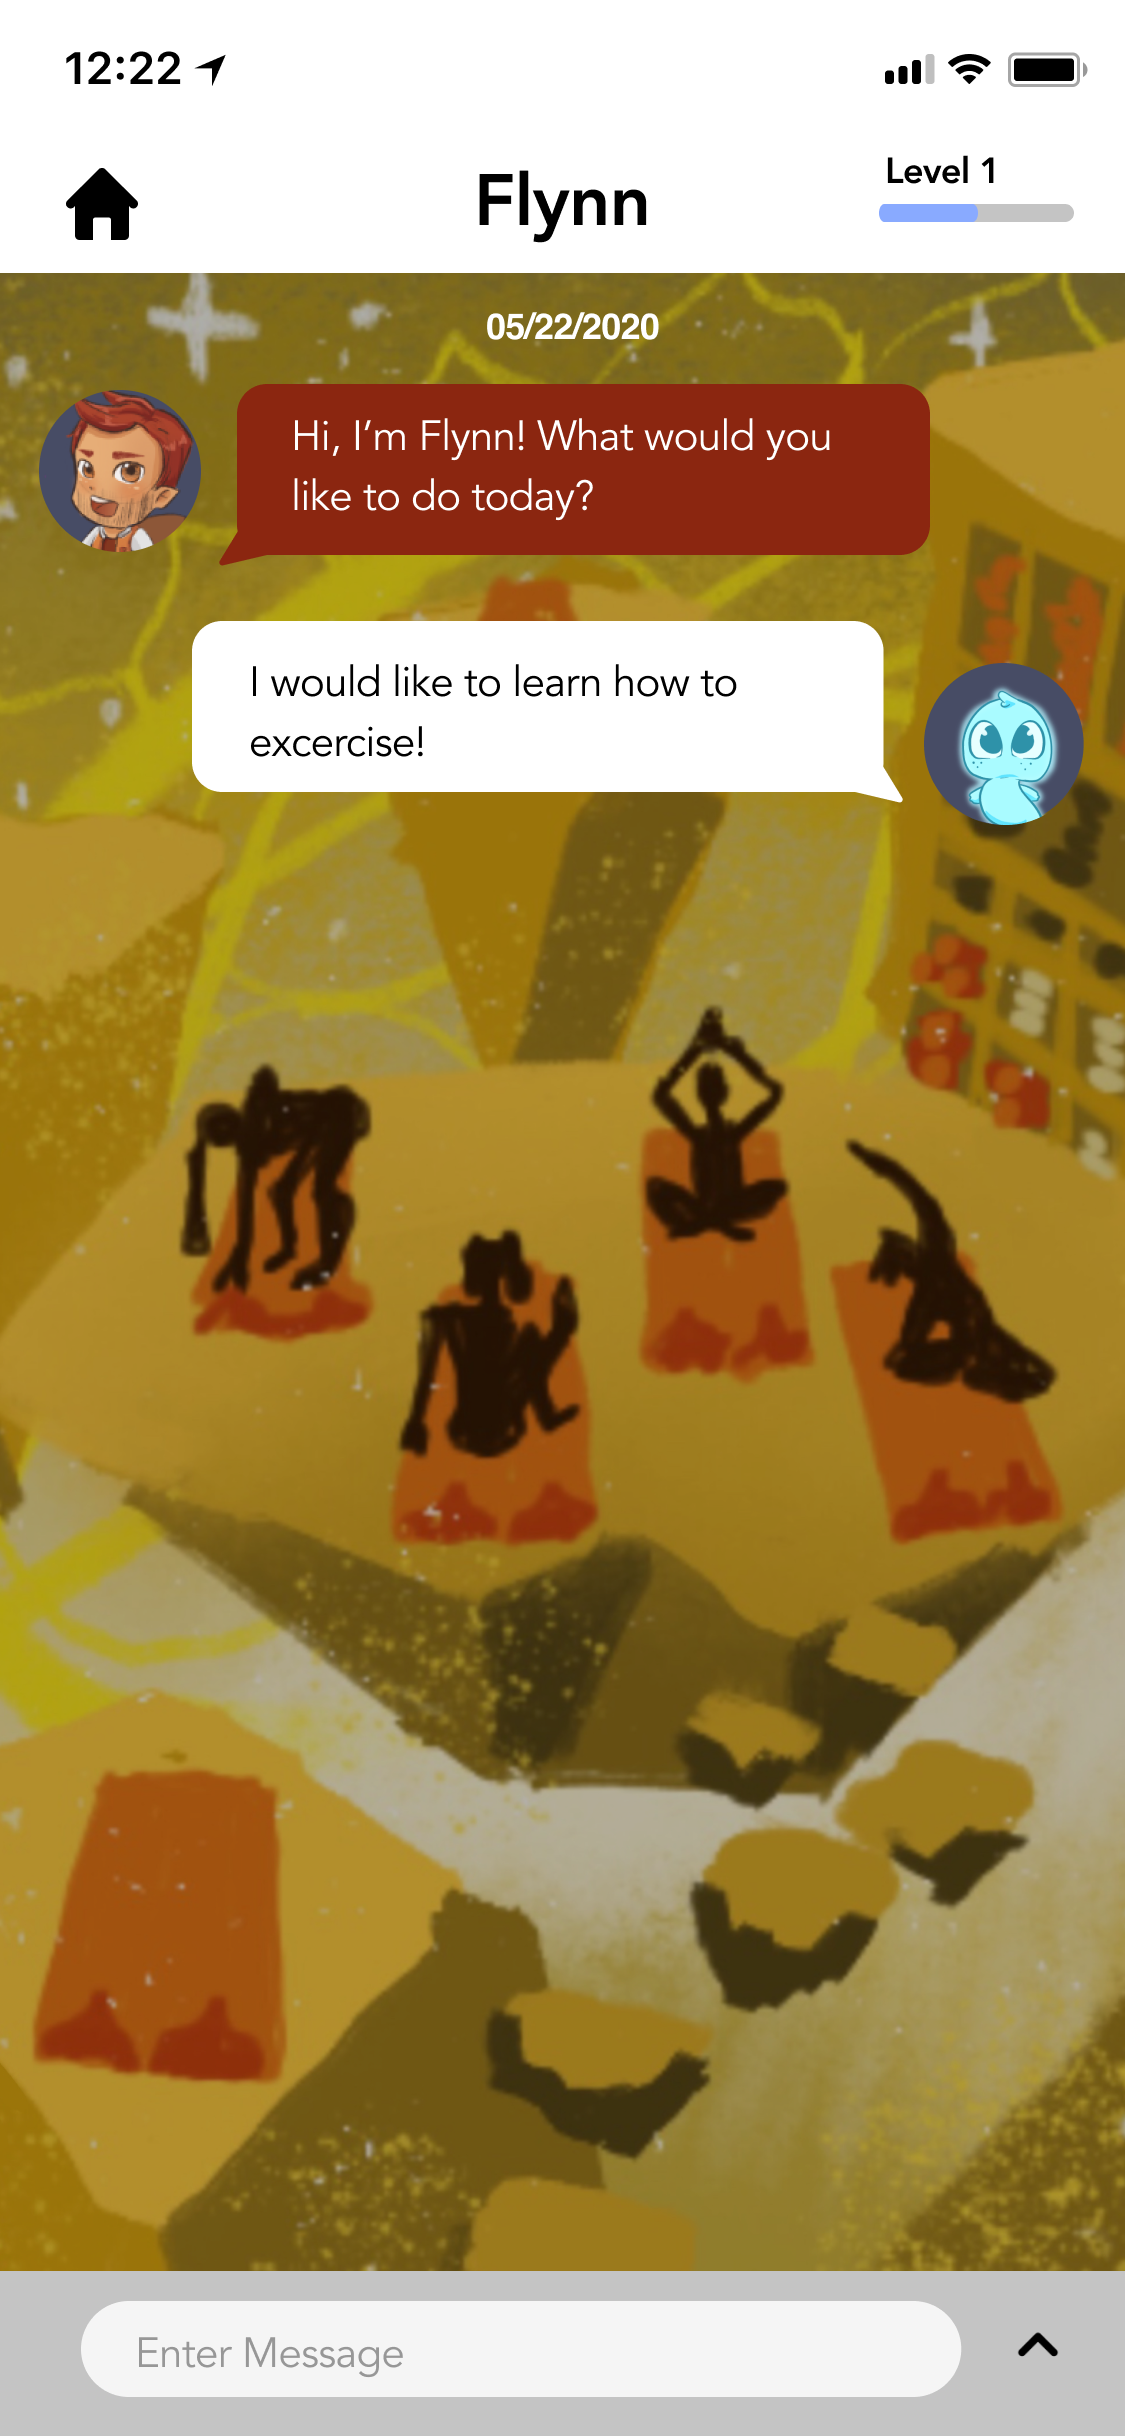 12:22
Flynn
Level 1
05/22/2020
Hi, I’m Flynn! What would you
like to do today?
I would like to learn how to
excercise!
Enter Message